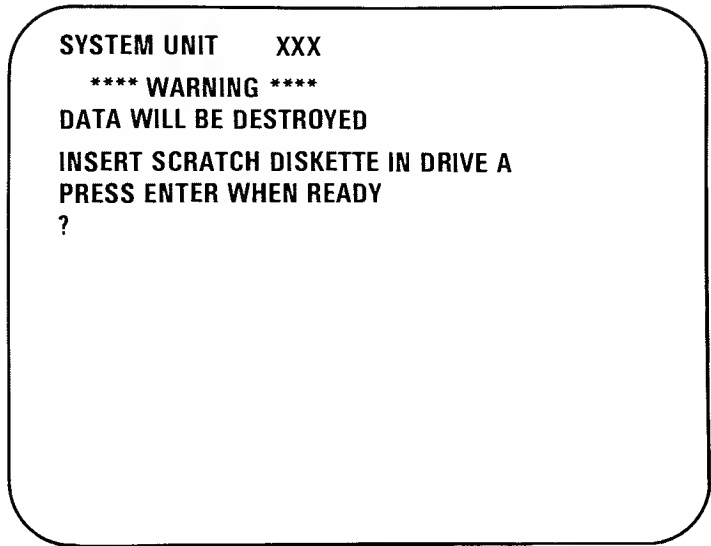 SYSTEM UNIT XXX
**** WARNING ****
DATA WILL BE DESTROYED
INSERT SCRATCH DISKETTE IN DRIVE A
PRESS ENTER WHEN READY
?